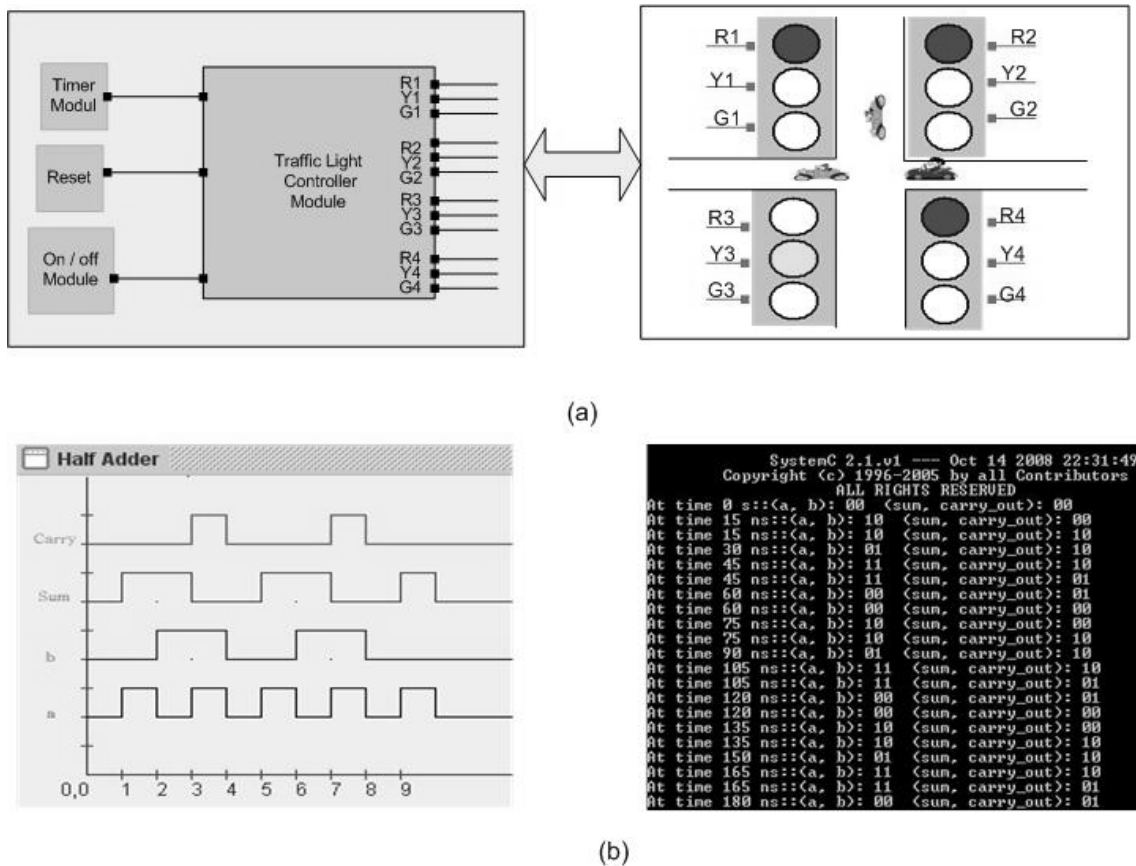 Timer
Modul
Reset
On / off
Module
Traffic Light
Controller
Module
R1
Y1
G1
R2
Y2
G2
R3
Y3
G3
R4
Y4
G4
R1
Y1
G1
R2
Y2
G2
R3
Y3
G3
R4
Y4
G4
(a)
Half Adder
Carry
Sum
b
a
0,0 1 2 3 4 5 6 7 8 9
SystemC 2.1.v1 --- Oct 14 2008 22:31:49
Copyright (c) 1996-2005 by all Contributors
ALL RIGHTS RESERVED
At time 0 s::(a, b): 00 (sum, carry_out): 00
At time 15 ns::(a, b): 10 (sum, carry_out): 00
At time 15 ns::(a, b): 10 (sum, carry_out): 10
At time 30 ns::(a, b): 01 (sum, carry_out): 10
At time 45 ns::(a, b): 11 (sum, carry_out): 10
At time 45 ns::(a, b): 11 (sum, carry_out): 01
At time 60 ns::(a, b): 00 (sum, carry_out): 01
At time 60 ns::(a, b): 00 (sum, carry_out): 00
At time 75 ns::(a, b): 10 (sum, carry_out): 00
At time 75 ns::(a, b): 10 (sum, carry_out): 10
At time 90 ns::(a, b): 01 (sum, carry_out): 10
At time 105 ns::(a, b): 11 (sum, carry_out): 10
At time 105 ns::(a, b): 11 (sum, carry_out): 01
At time 120 ns::(a, b): 00 (sum, carry_out): 01
At time 120 ns::(a, b): 00 (sum, carry_out): 00
At time 135 ns::(a, b): 10 (sum, carry_out): 00
At time 135 ns::(a, b): 10 (sum, carry_out): 10
At time 150 ns::(a, b): 01 (sum, carry_out): 10
At time 165 ns::(a, b): 11 (sum, carry_out): 10
At time 165 ns::(a, b): 11 (sum, carry_out): 01
At time 180 ns::(a, b): 00 (sum, carry_out): 01
(b)